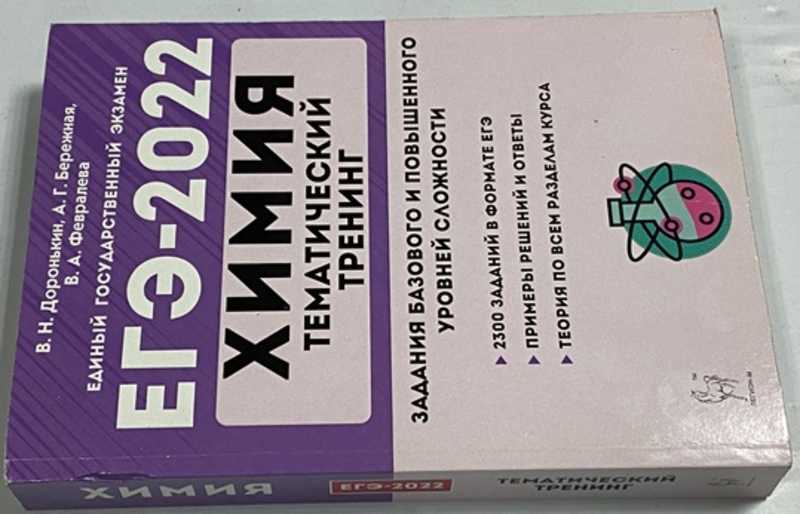 В. Н. Доронькин, А. Г. Бережная,
В. А. Февралева
ЕДИНЫЙ ГОСУДАРСТВЕННЫЙ ЭКЗАМЕН
ЕГЭ-2022
ХИМИЯ
ТЕМАТИЧЕСКИЙ
ТРЕНИНГ
ЗАДАНИЯ БАЗОВОГО И ПОВЫШЕННОГО
УРОВНЕЙ СЛОЖНОСТИ
2300 ЗАДАНИЙ В ФОРМАТЕ ЕГЭ
ПРИМЕРЫ РЕШЕНИЙ И ОТВЕТЫ
ТЕОРИЯ ПО ВСЕМ РАЗДЕЛАМ КУРСА
ЛЕГИОН-М
ХИМИЯ
ЕГЭ-2022
ТЕМАТИЧЕСКИЙ
ТРЕНИНГ